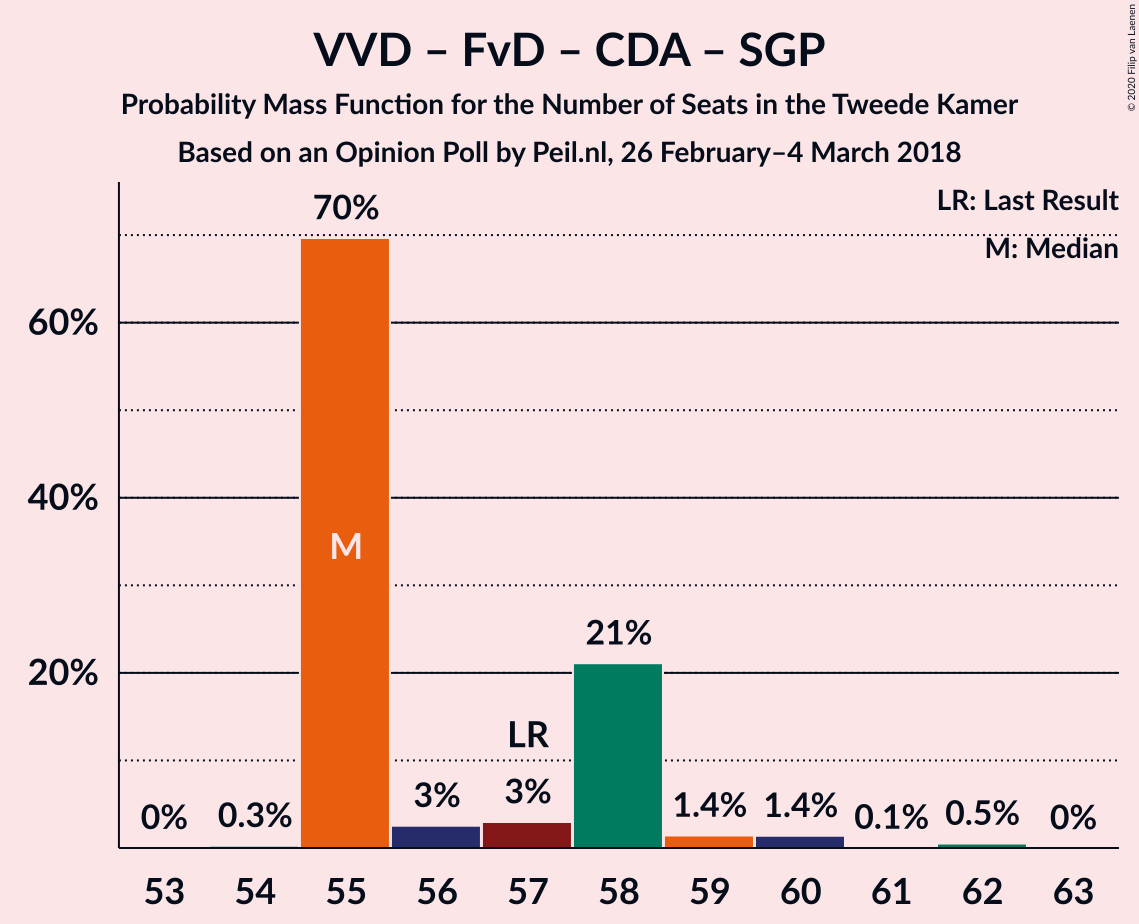 VVD – FvD – CDA – SGP
Probability Mass Function for the Number of Seats in the Tweede Kamer
Based on an Opinion Poll by Peil.nl, 26 February–4 March 2018
© 2020 Filip van Laenen
LR: Last Result
M: Median
60%
40%
20%
0%
0.3%
70%
M
3%
LR
3%
21%
1.4%
1.4%
0.1%
0.5%
0%
53 54 55 56 57 58 59 60 61 62 63